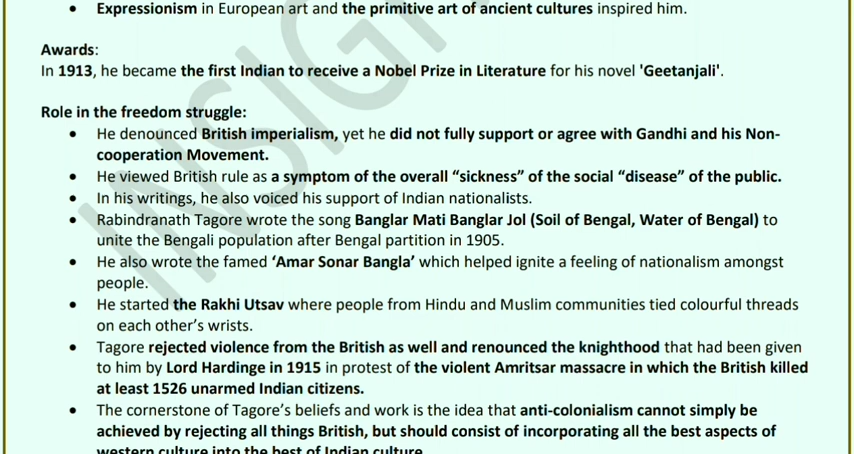 • Expressionism in European art and the primitive art of ancient cultures inspired him.
Awards:
In 1913, he became the first Indian to receive a Nobel Prize in Literature for his novel 'Geetanjali'.
Role in the freedom struggle:
• He denounced British imperialism, yet he did not fully support or agree with Gandhi and his Non-
cooperation Movement.
• He viewed British rule as a symptom of the overall “sickness” of the social “disease” of the public.
• In his writings, he also voiced his support of Indian nationalists.
• Rabindranath Tagore wrote the song Banglar Mati Banglar Jol (Soil of Bengal, Water of Bengal) to
unite the Bengali population after Bengal partition in 1905.
• He also wrote the famed ‘Amar Sonar Bangla’ which helped ignite a feeling of nationalism amongst
people.
• He started the Rakhi Utsav where people from Hindu and Muslim communities tied colourful threads
on each other’s wrists.
• Tagore rejected violence from the British as well and renounced the knighthood that had been given
to him by Lord Hardinge in 1915 in protest of the violent Amritsar massacre in which the British killed
at least 1526 unarmed Indian citizens.
• The cornerstone of Tagore’s beliefs and work is the idea that anti-colonialism cannot simply be
achieved by rejecting all things British, but should consist of incorporating all the best aspects of
western culture into the best of Indian culture.
INSIG